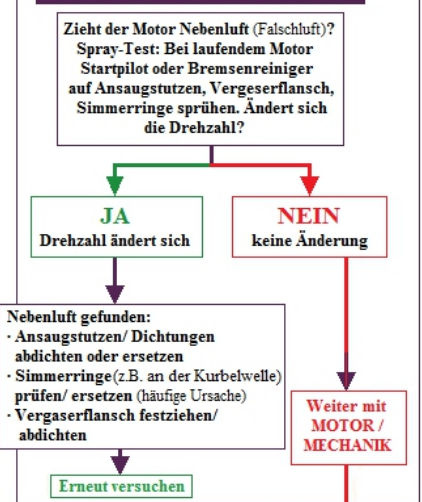 Zieht der Motor Nebenluft (Falschluft)?
Spray-Test: Bei laufendem Motor
Startpilot oder Bremsenreiniger
auf Ansaugstutzen, Vergeserflansch,
Simmerringe sprühen. Ändert sich
die Drehzahl?
JA
Drehzahl ändert sich
NEIN
keine Änderung
Nebenluft gefunden:
· Ansaugstutzen/ Dichtungen
abdichten oder ersetzen
· Simmerringe(z.B. an der Kurbelwelle)
prüfen/ ersetzen (häufige Ursache)
· Vergaserflansch festziehen/
abdichten
Weiter mit
MOTOR /
MECHANIK
Erneut versuchen